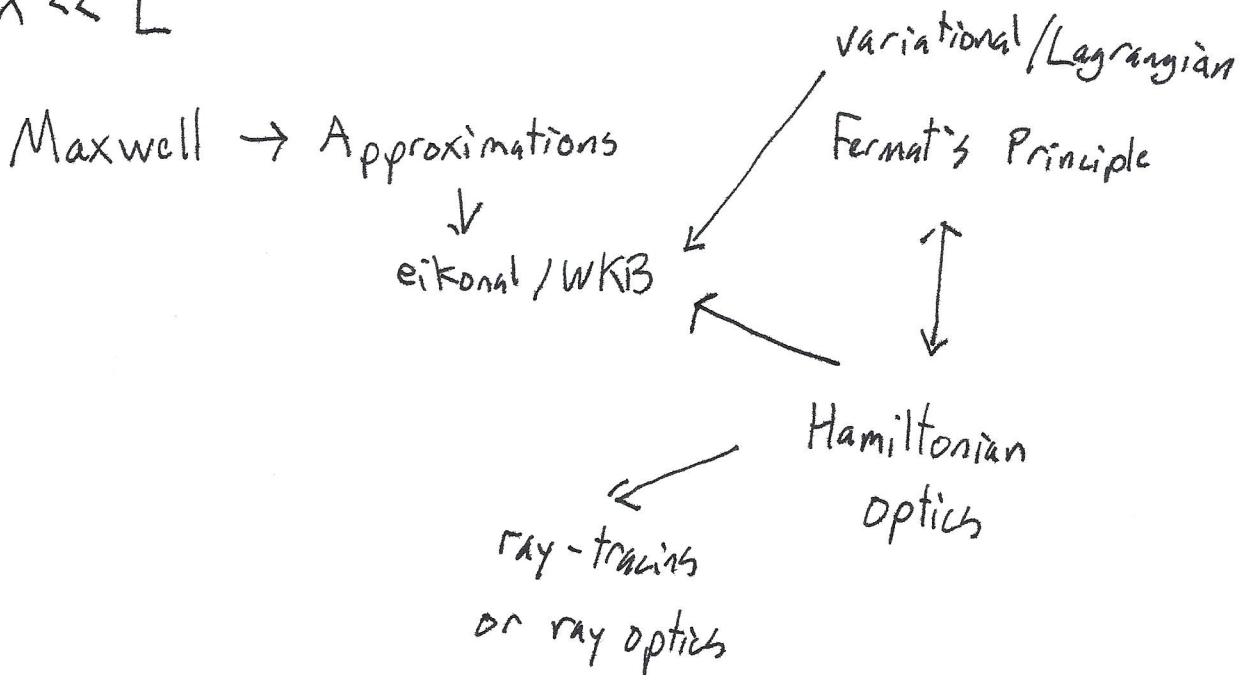 λ << L
variational/Lagrangian
Maxwell → Approximations
Fermat's Principle
eikonal/WKB
Hamiltonian
optics
ray-tracing
or ray optics